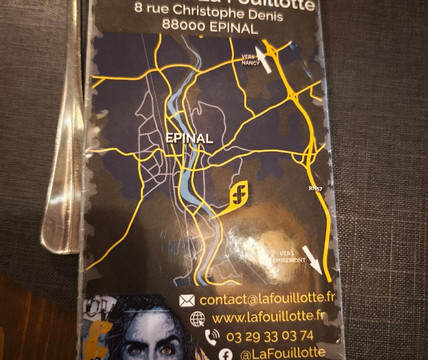 La Fouillotte
8 rue Christophe Denis
88000 EPINAL
VERS
NANCY
EPINAL
RN57
VERS
REMIREMONT
contact@lafouillotte.fr
www.lafouillotte.fr
03 29 33 03 74
@LaFouillotte